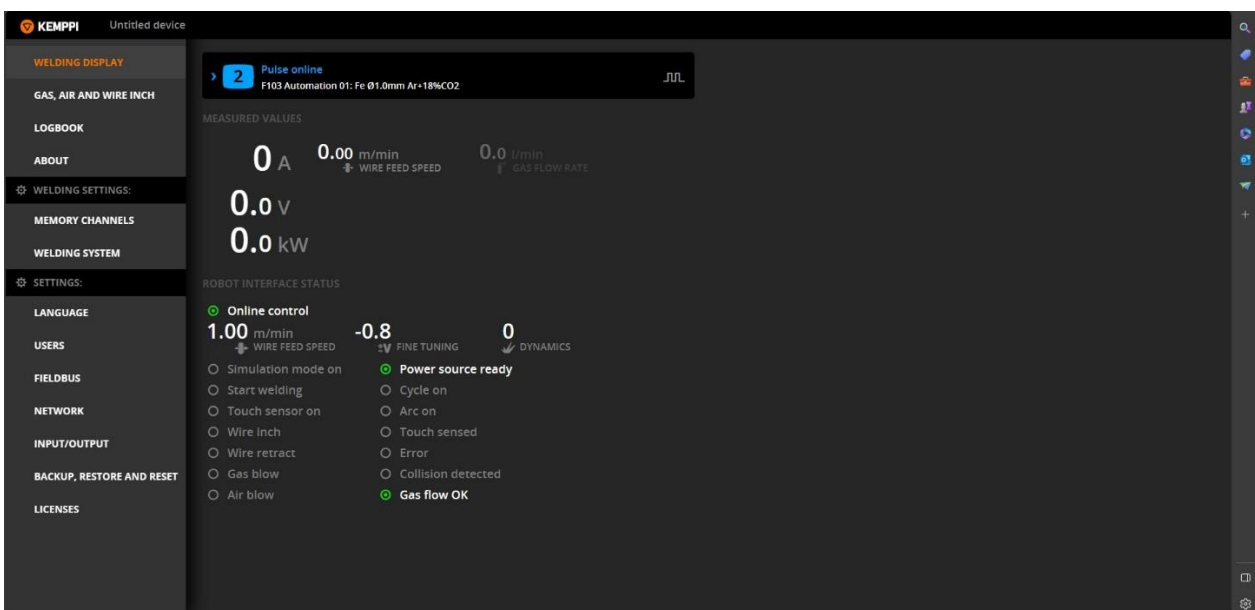 KEMPPI Untitled device
WELDING DISPLAY
GAS, AIR AND WIRE INCH
LOGBOOK
ABOUT
WELDING SETTINGS:
MEMORY CHANNELS
WELDING SYSTEM
SETTINGS:
LANGUAGE
USERS
FIELDBUS
NETWORK
INPUT/OUTPUT
BACKUP, RESTORE AND RESET
LICENSES
2 Pulse online
F103 Automation 01: Fe Ø1.0mm Ar+18%CO2
MEASURED VALUES
0 A 0.00 m/min 0.0 l/min
WIRE FEED SPEED GAS FLOW RATE
0.0 V
0.0 kW
ROBOT INTERFACE STATUS
Online control
1.00 m/min -0.8 0
WIRE FEED SPEED ±V FINE TUNING DYNAMICS
Simulation mode on Power source ready
Start welding Cycle on
Touch sensor on Arc on
Wire inch Touch sensed
Wire retract Error
Gas blow Collision detected
Air blow Gas flow OK